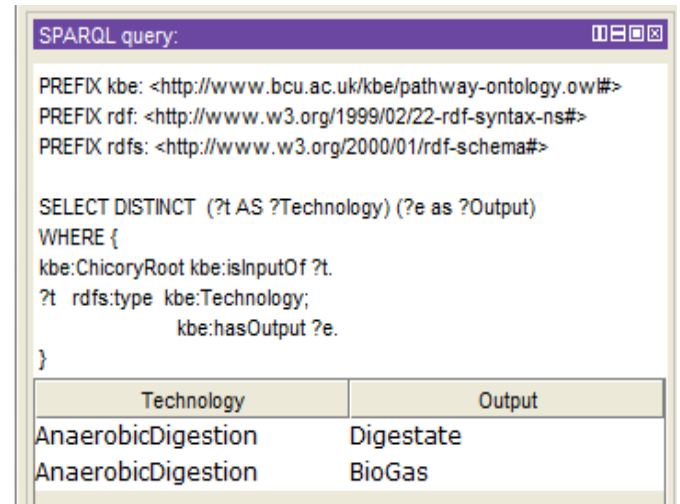 SPARQL query:
PREFIX kbe: <http://www.bcu.ac.uk/kbe/pathway-ontology.owl#>
PREFIX rdf: <http://www.w3.org/1999/02/22-rdf-syntax-ns#>
PREFIX rdfs: <http://www.w3.org/2000/01/rdf-schema#>
SELECT DISTINCT (?t AS ?Technology) (?e as ?Output)
WHERE {
kbe:ChicoryRoot kbe:isInputOf ?t.
?t rdfs:type kbe:Technology;
kbe:hasOutput ?e.
}
Technology Output
AnaerobicDigestion Digestate
AnaerobicDigestion BioGas